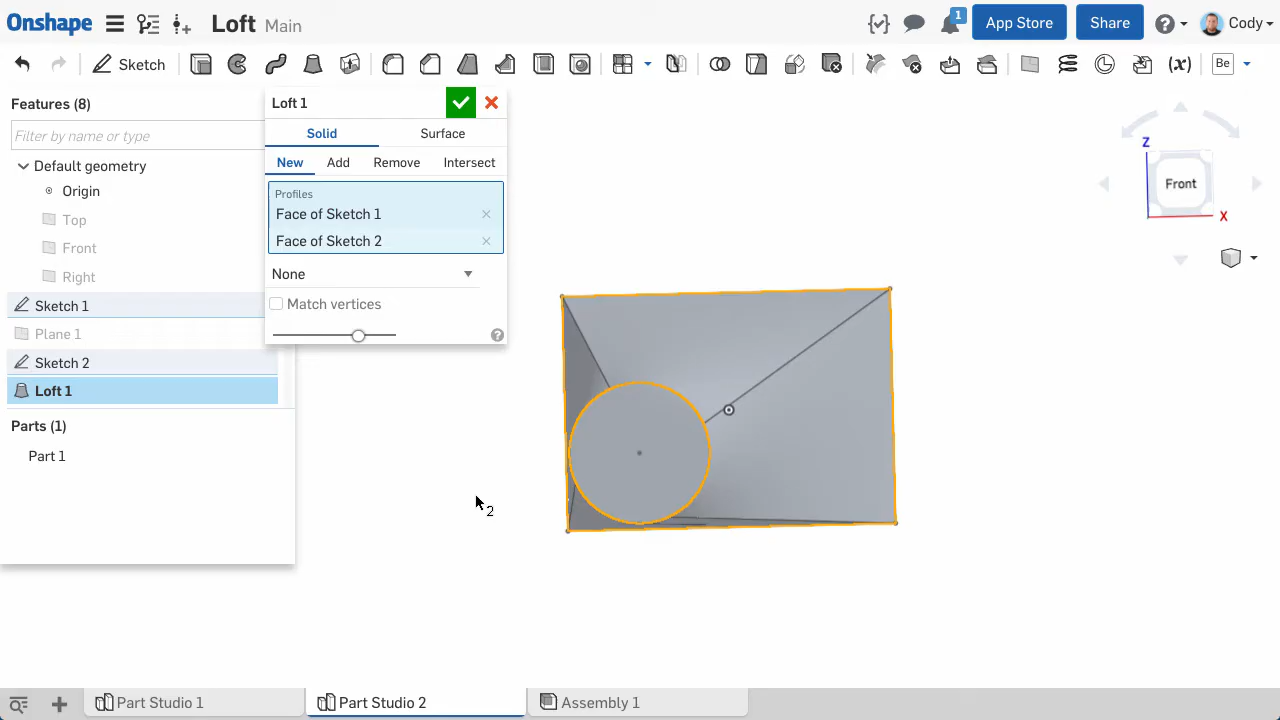 Onshape Loft Main 1 App Store Share Cody
Sketch (x) Be
Features (8)
Filter by name or type
Default geometry
Origin
Top
Front
Right
Sketch 1
Plane 1
Sketch 2
Loft 1
Parts (1)
Part 1
Loft 1
Solid Surface
New Add Remove Intersect
Profiles
Face of Sketch 1
Face of Sketch 2
None
Match vertices
2
Z
Front
X
Part Studio 1 Part Studio 2 Assembly 1